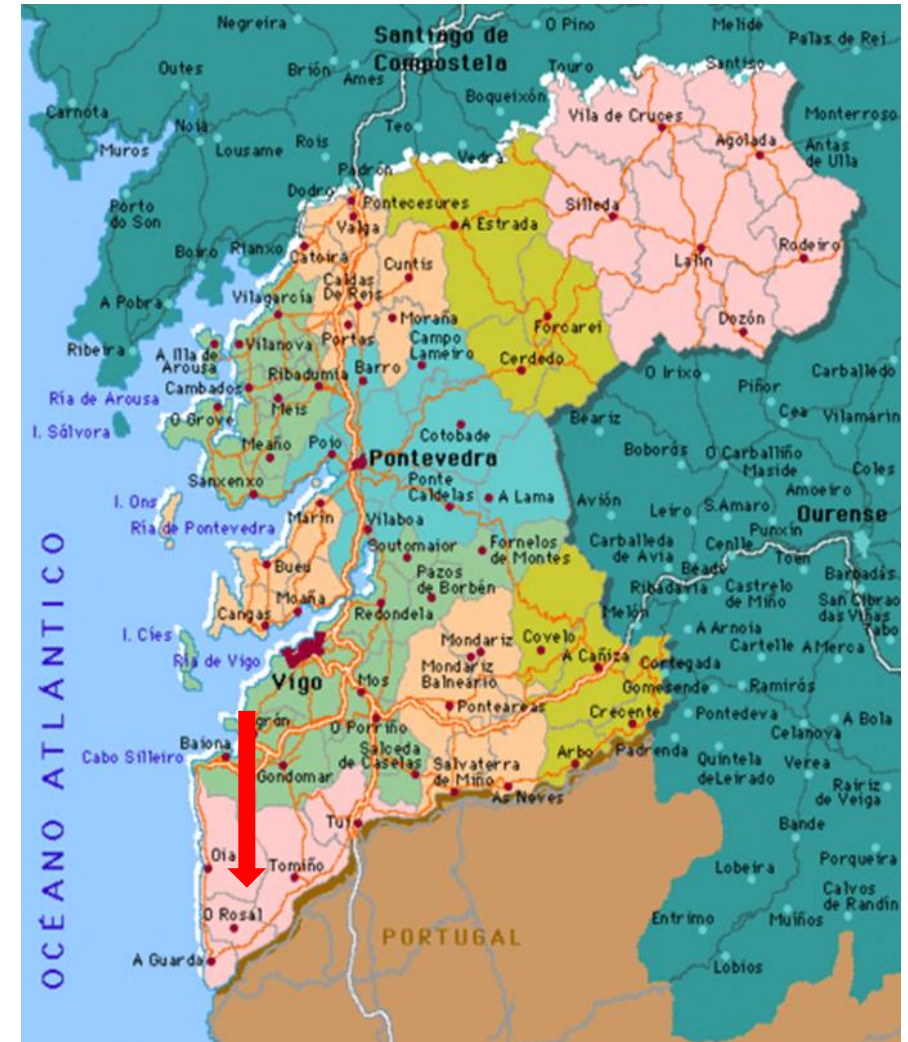 Negreira
Santiago de
Compostela
O Pino
Melide
Palas de Rei
Outes
Brión
Ames
Touro
Santiso
Boqueixón
Carnota
Noia
Rois
Teo
Vila de Cruces
Monterroso
Agolada
Antas
de Ulla
Muros
Lousame
Vedra
Padrón
Dodro
Pontecesures
Porto
do Son
Valga
A Estrada
Silleda
Rodeiro
Boiro
Rianxo
Catoira
Cuntis
Lalín
Caldas
De Reis
A Pobra
Vilagarcía
Moraña
Forcarei
Dozón
Ribeira
A Illa de
Arousa
Vilanova
Portas
Campo
Lameiro
Cerdedo
O Irixo
Carballedo
Cambados
Ribadumia
Barro
Piñor
Ría de Arousa
O Grove
Meis
Beariz
Cea
Vilamarín
I. Sálvora
Meaño
Poio
Cotobade
Boborás
O Carballiño
Pontevedra
Maside
Coles
Sanxenxo
Ponte
Caldelas
A Lama
Amoeiro
I. Ons
Avión
Leiro
S.Amaro
Ourense
Ría de Pontevedra
Marín
Vilaboa
Punxín
Soutomaior
Fornelos
de Montes
Carballeda
de Avia
Cenlle
Toen
Bueu
Pazos
de Borbén
Beade
Barbadás
Ribadavia
Castrelo
de Miño
San Cibrao
das Viñas
Moaña
Cangas
Redondela
Melón
Tabo
I. Cíes
Mondariz
Covelo
A Arnoia
Ría de Vigo
Mondariz
Balneario
A Cañiza
Cortegada
Cartelle
A Merca
Vigo
Mos
Gomesende
Ramirás
Ponteareas
Crecente
Pontedeva
A Bola
grán
O Porriño
Celanova
Cabo Silleiro
Baiona
Salceda
de Caselas
Salvaterra
de Miño
Arbo
Padrenda
Quintela
deLeirado
Verea
Gondomar
As Neves
Rairiz
de Veiga
Tui
Bande
OCÉANO ATLÁNTICO
Oia
Tomiño
Lobeira
Porqueira
Calvos
de Randín
O Rosal
Entrimo
Muíños
PORTUGAL
A Guarda
Lobios